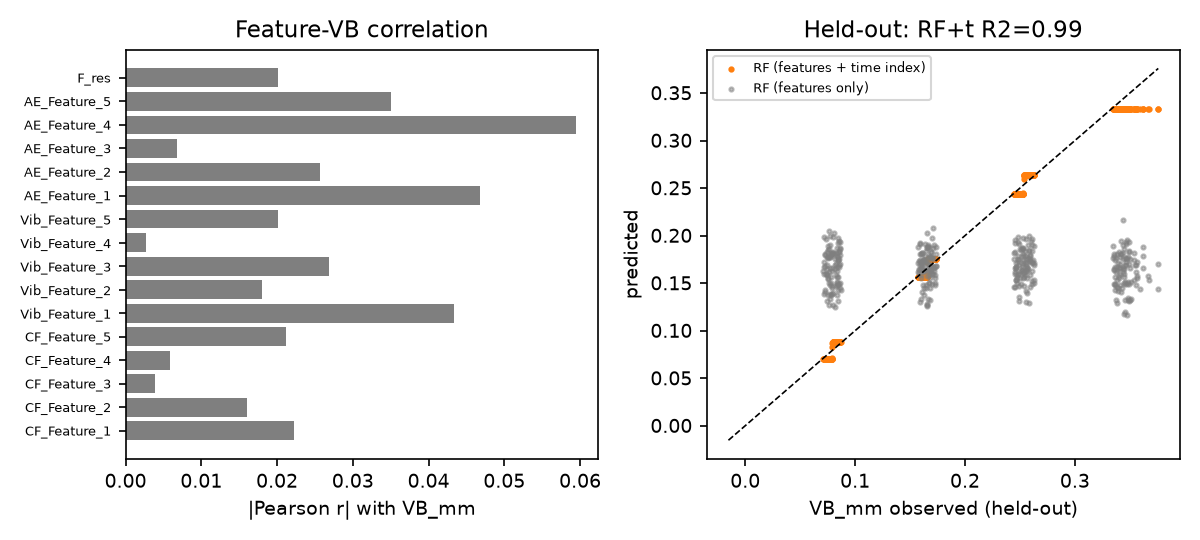 Feature-VB correlation
F_res
AE_Feature_5
AE_Feature_4
AE_Feature_3
AE_Feature_2
AE_Feature_1
Vib_Feature_5
Vib_Feature_4
Vib_Feature_3
Vib_Feature_2
Vib_Feature_1
CF_Feature_5
CF_Feature_4
CF_Feature_3
CF_Feature_2
CF_Feature_1
0.00 0.01 0.02 0.03 0.04 0.05 0.06
|Pearson r| with VB_mm
Held-out: RF+t R2=0.99
RF (features + time index)
RF (features only)
predicted
0.35
0.30
0.25
0.20
0.15
0.10
0.05
0.00
0.0 0.1 0.2 0.3
VB_mm observed (held-out)